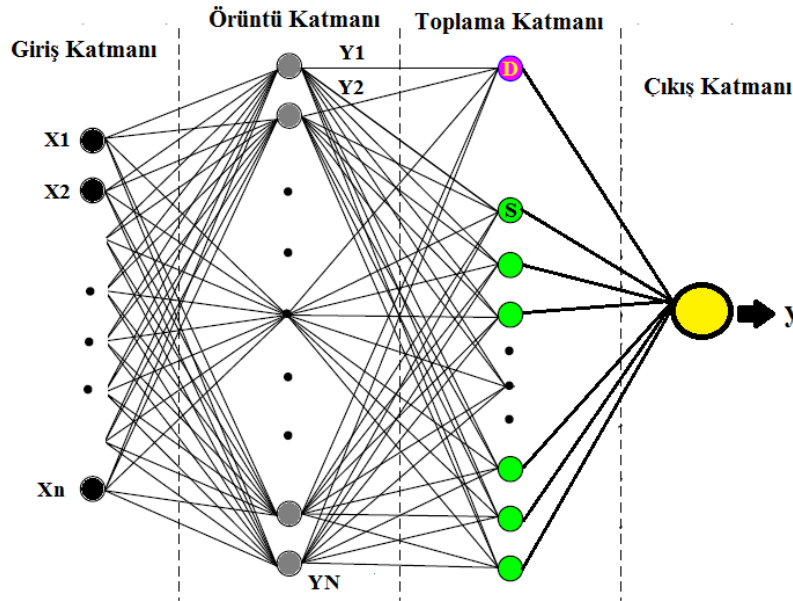 Giriş Katmanı
Örüntü Katmanı
Toplama Katmanı
Çıkış Katmanı
X1
X2
Xn
Y1
Y2
YN
D
S
y